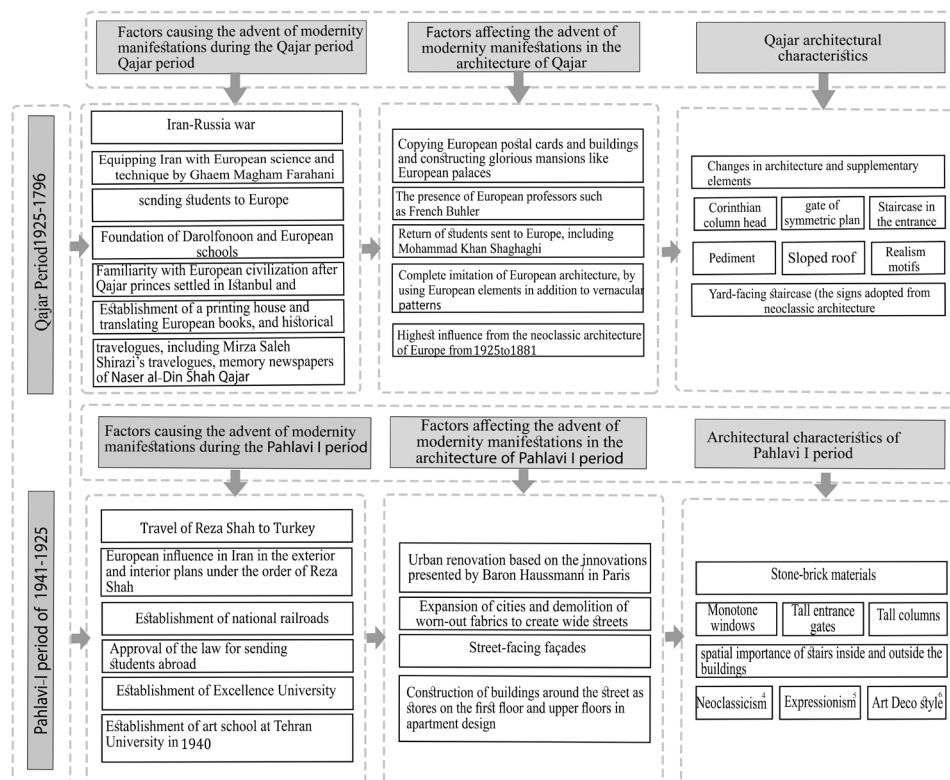 Factors causing the advent of modernity
manifestations during the Qajar period
Qajar period
Factors affecting the advent of
modernity manifestations in the
architecture of Qajar
Qajar architectural
characteristics
Qajar Period1925-1796
Iran-Russia war
Equipping Iran with European science and
technique by Ghaem Magham Farahani
scnding students to Europe
Foundation of Darolfonoon and European
schools
Familiarity with European civilization after
Qajar princes settled in Istanbul and
Establishment of a printing house and
translating European books, and historical
travelogues, including Mirza Saleh
Shirazi's travelogues, memory newspapers
of Naser al-Din Shah Qajar
Copying European postal cards and buildings
and constructing glorious mansions like
European palaces
The presence of European professors such
as French Buhler
Return of students sent to Europe, including
Mohammad Khan Shaghaghi
Complete imitation of European architecture, by
using European elements in addition to vernacular
patterns
Highest influence from the neoclassic architecture
of Europe from1925to1881
Changes in architecture and supplementary
elements
Corinthian
column head
gate of
symmetric plan
Staircase in
the entrance
Pediment
Sloped roof
Realism
motifs
Yard-facing staircase (the signs adopted from
neoclassic architecture
Factors causing the advent of modernity
manifestations during the Pahlavi I period
Factors affecting the advent of
modernity manifestations in the
architecture of Pahlavi I period
Architectural characteristics of
Pahlavi I period
Pahlavi-I period of 1941-1925
Travel of Reza Shah to Turkey
European influence in Iran in the exterior
and interior plans under the order of Reza
Shah
Establishment of national railroads
Approval of the law for sending
students abroad
Establishment of Excellence University
Establishment of art school at Tehran
University in 1940
Urban renovation based on the innovations
presented by Baron Haussmann in Paris
Expansion of cities and demolition of
worn-out fabrics to create wide streets
Street-facing façades
Construction of buildings around the street as
stores on the first floor and upper floors in
apartment design
Stone-brick materials
Monotone
windows
Tall entrance
gates
Tall columns
spatial importance of stairs inside and outside the
buildings
Neoclassicism4
Expressionism5
Art Deco style6